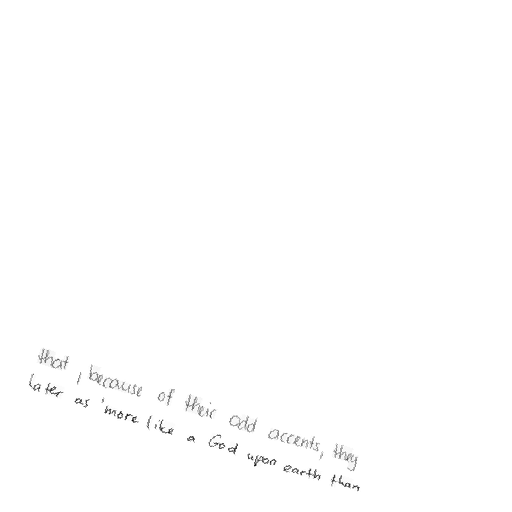 that , because of their odd accents, they
later as 'more like a God upon earth than